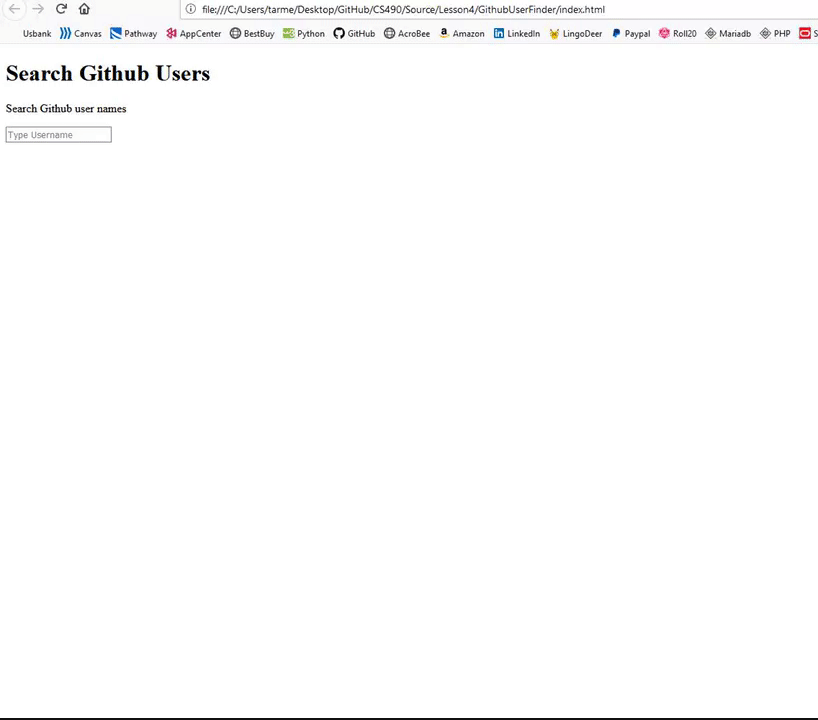 file:///C:/Users/tarme/Desktop/GitHub/CS490/Source/Lesson4/GithubUserFinder/index.html
Usbank Canvas Pathway AppCenter BestBuy Python GitHub AcroBee Amazon LinkedIn LingoDeer Paypal Roll20 Mariadb PHP S
Search Github Users
Search Github user names
Type Username